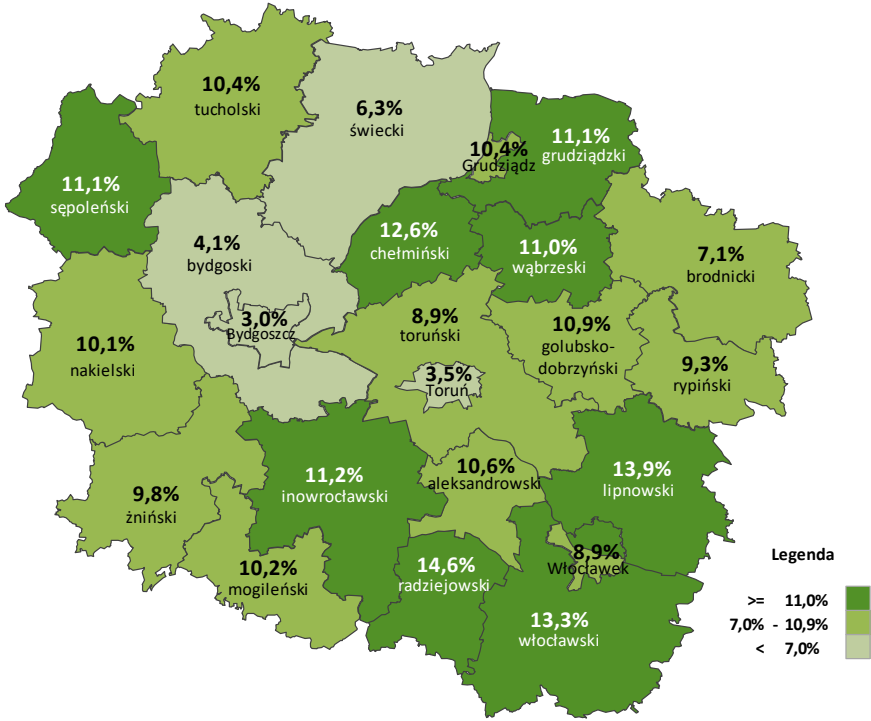 10,4%
tucholski
6,3%
świecki
11,1%
grudziądzki
10,4%
Grudziądz
11,1%
sępoleński
12,6%
chełmiński
11,0%
wąbrzeski
7,1%
brodnicki
4,1%
bydgoski
3,0%
Bydgoszcz
8,9%
toruński
10,9%
golubsko-
dobrzyński
10,1%
nakielski
3,5%
Toruń
9,3%
rypiński
11,2%
inowrocławski
10,6%
aleksandrowski
13,9%
lipnowski
9,8%
żniński
10,2%
mogileński
14,6%
radziejowski
8,9%
Włocławek
13,3%
włocławski
Legenda
>= 11,0%
7,0% - 10,9%
< 7,0%